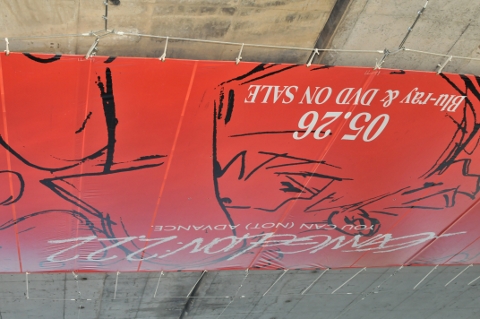 EVANGELION:2.22
YOU CAN (NOT) ADVANCE.
05.26
Blu-ray & DVD ON SALE